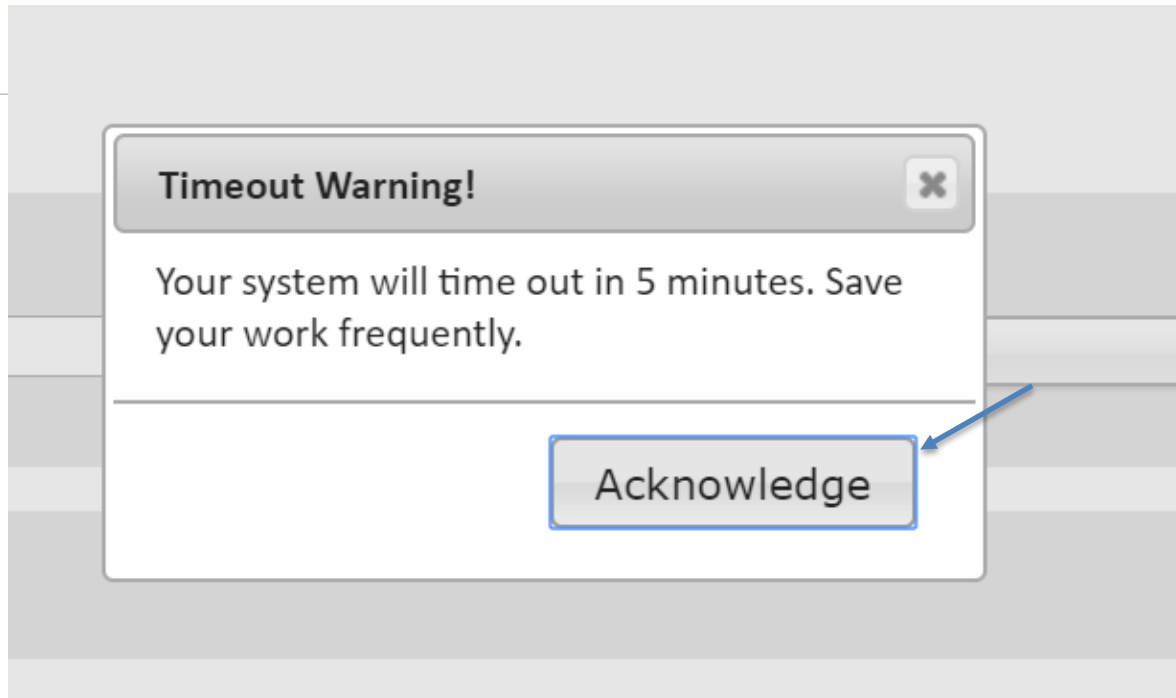 Timeout Warning!
Your system will time out in 5 minutes. Save
your work frequently.
Acknowledge